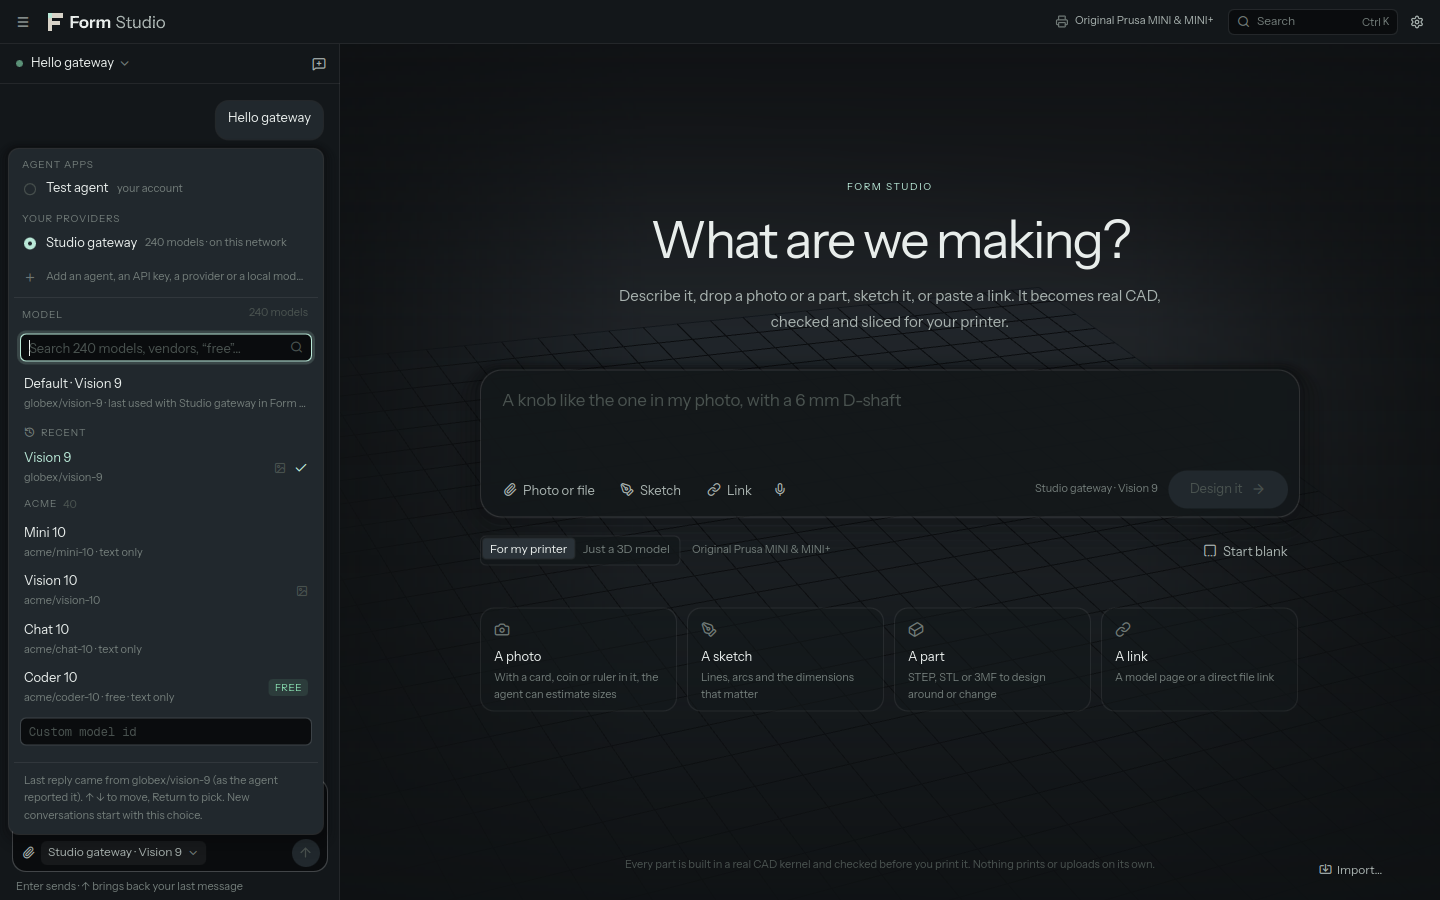 Form Studio
Original Prusa MINI & MINI+
Search
Ctrl K
Hello gateway
Hello gateway
AGENT APPS
Test agent your account
YOUR PROVIDERS
Studio gateway 240 models · on this network
Add an agent, an API key, a provider or a local mod...
MODEL
240 models
Search 240 models, vendors, “free”...
Default · Vision 9
globex/vision-9 · last used with Studio gateway in Form ...
RECENT
Vision 9
globex/vision-9
ACME 40
Mini 10
acme/mini-10 · text only
Vision 10
acme/vision-10
Chat 10
acme/chat-10 · text only
Coder 10
acme/coder-10 · free · text only
FREE
Custom model id
Last reply came from globex/vision-9 (as the agent
reported it). ↑ ↓ to move, Return to pick. New
conversations start with this choice.
Studio gateway · Vision 9
Enter sends · ↑ brings back your last message
FORM STUDIO
What are we making?
Describe it, drop a photo or a part, sketch it, or paste a link. It becomes real CAD,
checked and sliced for your printer.
A knob like the one in my photo, with a 6 mm D-shaft
Photo or file
Sketch
Link
Studio gateway · Vision 9
Design it
For my printer
Just a 3D model
Original Prusa MINI & MINI+
Start blank
A photo
With a card, coin or ruler in it, the
agent can estimate sizes
A sketch
Lines, arcs and the dimensions
that matter
A part
STEP, STL or 3MF to design
around or change
A link
A model page or a direct file link
Every part is built in a real CAD kernel and checked before you print it. Nothing prints or uploads on its own.
Import...